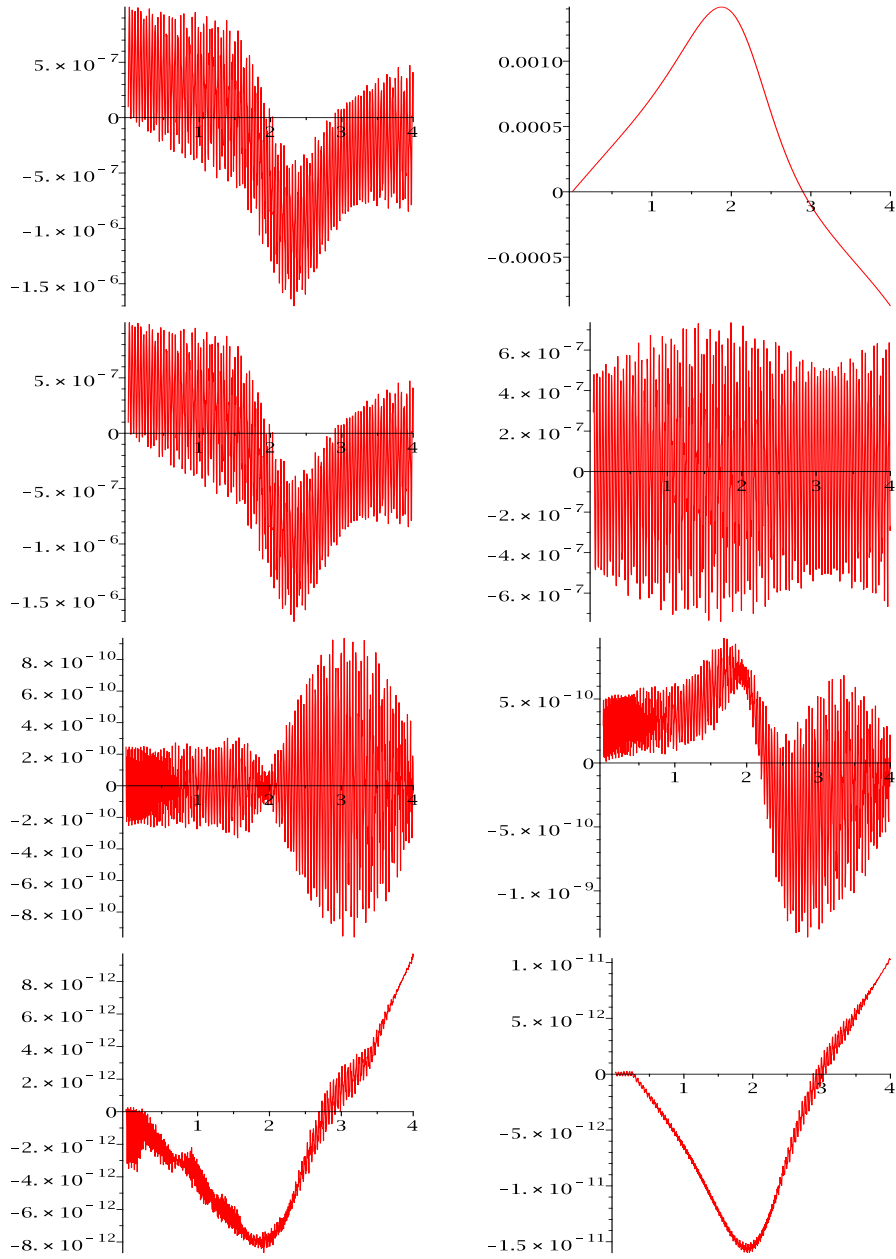 5. × 10⁻⁷
0
−5. × 10⁻⁷
−1. × 10⁻⁶
−1.5 × 10⁻⁶
1 2 3 4
0.0010
0.0005
0
−0.0005
1 2 3 4
5. × 10⁻⁷
0
−5. × 10⁻⁷
−1. × 10⁻⁶
−1.5 × 10⁻⁶
1 2 3 4
6. × 10⁻⁷
4. × 10⁻⁷
2. × 10⁻⁷
0
−2. × 10⁻⁷
−4. × 10⁻⁷
−6. × 10⁻⁷
1 2 3 4
8. × 10⁻¹⁰
6. × 10⁻¹⁰
4. × 10⁻¹⁰
2. × 10⁻¹⁰
0
−2. × 10⁻¹⁰
−4. × 10⁻¹⁰
−6. × 10⁻¹⁰
−8. × 10⁻¹⁰
1 2 3 4
5. × 10⁻¹⁰
0
−5. × 10⁻¹⁰
−1. × 10⁻⁹
1 2 3 4
8. × 10⁻¹²
6. × 10⁻¹²
4. × 10⁻¹²
2. × 10⁻¹²
0
−2. × 10⁻¹²
−4. × 10⁻¹²
−6. × 10⁻¹²
−8. × 10⁻¹²
1 2 3 4
1. × 10⁻¹¹
5. × 10⁻¹²
0
−5. × 10⁻¹²
−1. × 10⁻¹¹
−1.5 × 10⁻¹¹
1 2 3 4